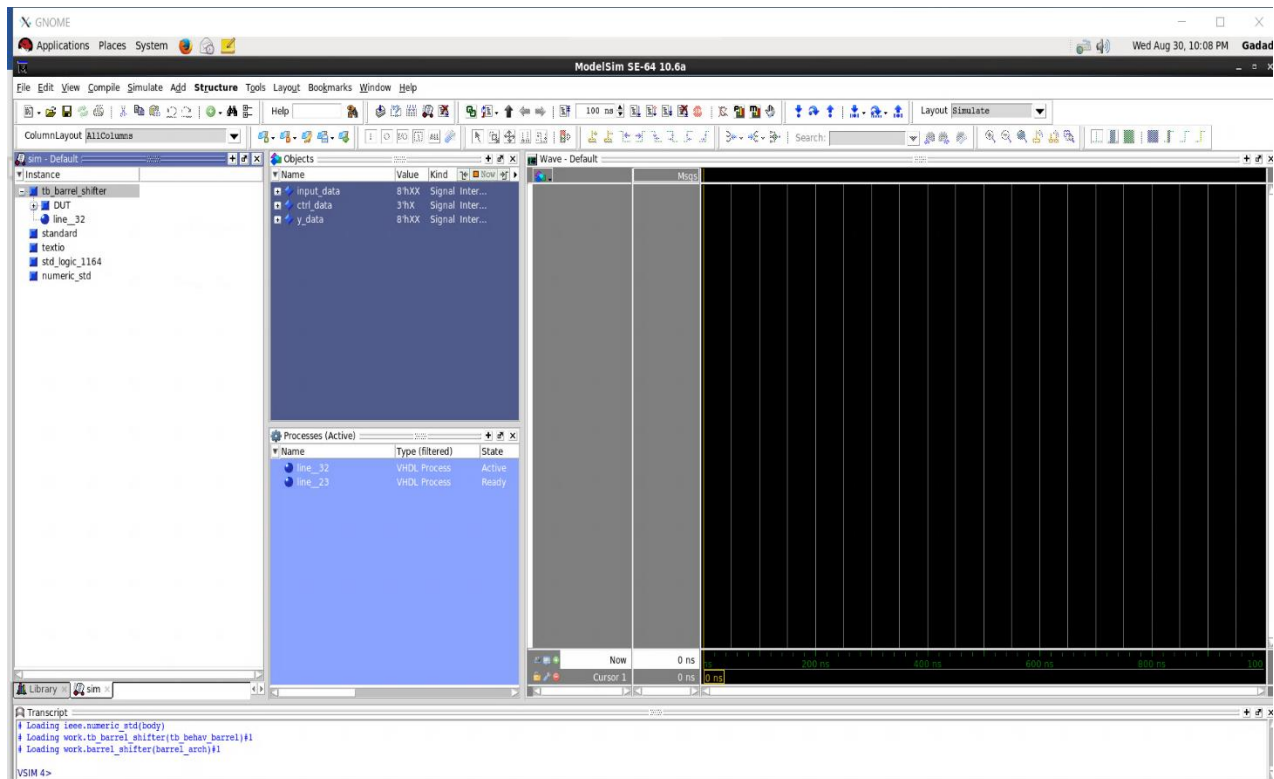 GNOME
Applications Places System Wed Aug 30, 10:08 PM Gadad
ModelSim SE-64 10.6a
File Edit View Compile Simulate Add Structure Tools Layout Bookmarks Window Help
Help 100 ns Layout Simulate
ColumnLayout AllColumns Search:
sim - Default
Instance
tb_barrel_shifter
DUT
line__32
standard
textio
std_logic_1164
numeric_std
Library sim
Objects
Name Value Kind Now
input_data 8'hXX Signal Inter...
ctrl_data 3'hX Signal Inter...
y_data 8'hXX Signal Inter...
Processes (Active)
Name Type (filtered) State
line__32 VHDL Process Active
line__23 VHDL Process Ready
Wave - Default
Msgs
Now 0 ns ns 200 ns 400 ns 600 ns 800 ns 100
Cursor 1 0 ns 0 ns
Transcript
# Loading ieee.numeric_std(body)
# Loading work.tb_barrel_shifter(tb_behav_barrel)#1
# Loading work.barrel_shifter(barrel_arch)#1
VSIM 4>